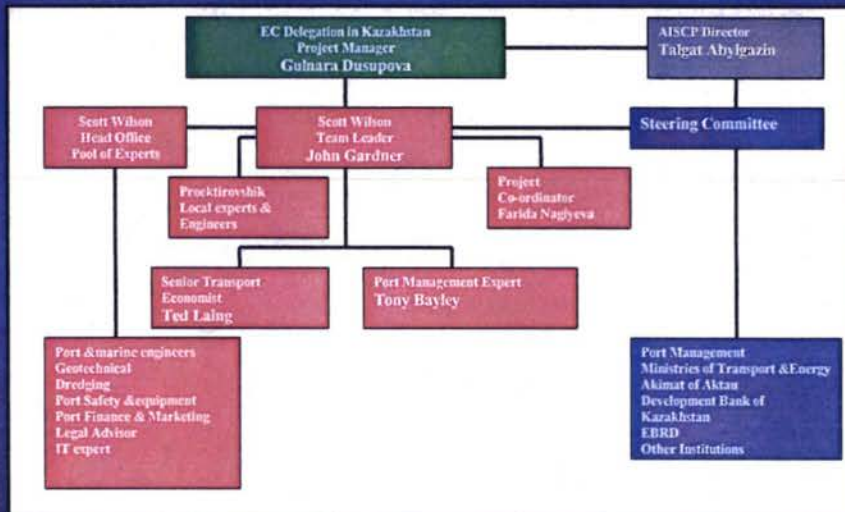 EC Delegation in Kazakhstan
Project Manager
Gulnara Dusupova
AISCP Director
Talgat Abylgazin
Scott Wilson
Head Office
Pool of Experts
Scott Wilson
Team Leader
John Gardner
Steering Committee
Proektirovshik
Local experts &
Engineers
Project
Co-ordinator
Farida Nagiyeva
Senior Transport
Economist
Ted Laing
Port Management Expert
Tony Bayley
Port &marine engineers
Geotechnical
Dredging
Port Safety &equipment
Port Finance & Marketing
Legal Advisor
IT expert
Port Management
Ministries of Transport &Energy
Akimat of Aktau
Development Bank of
Kazakhstan
EBRD
Other Institutions